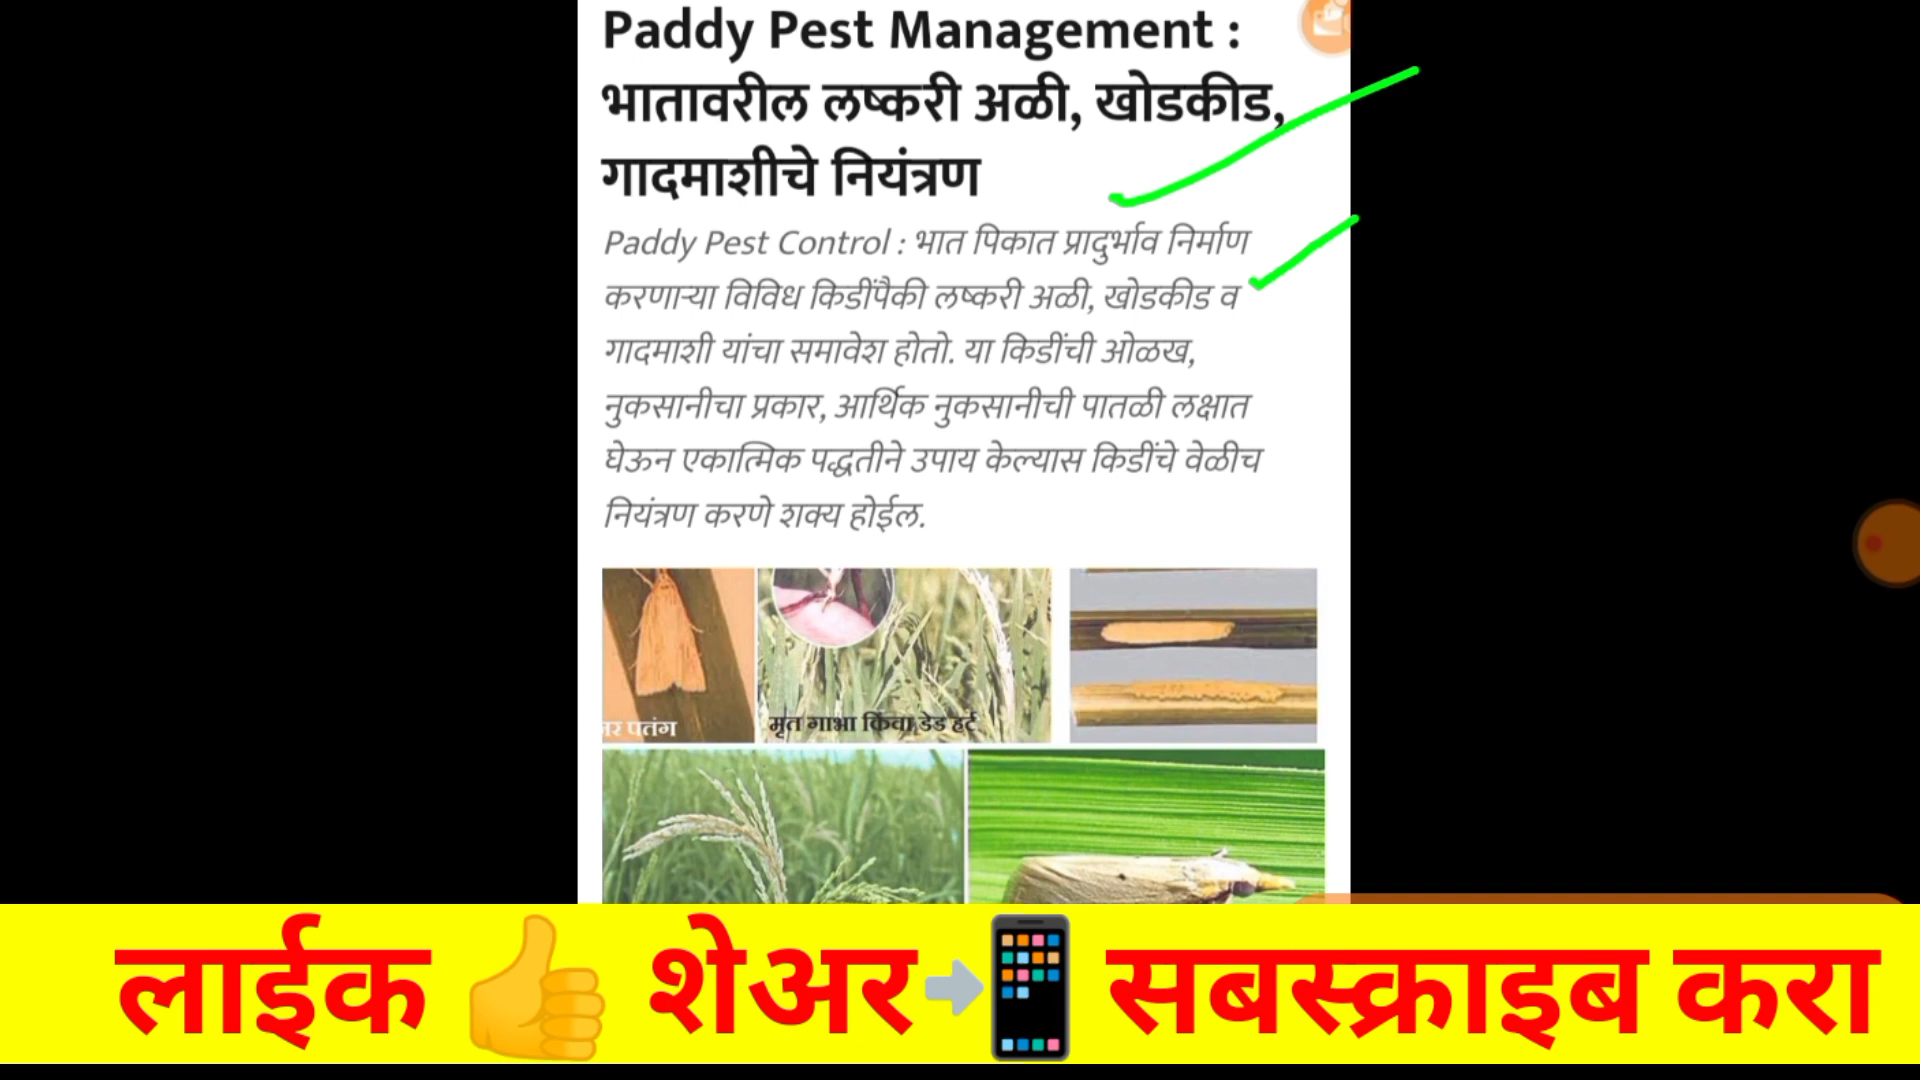 Paddy Pest Management :
भातावरील लष्करी अळी, खोडकीड,
गादमाशीचे नियंत्रण
Paddy Pest Control : भात पिकात प्रादुर्भाव निर्माण
करणाऱ्या विविध किडींपैकी लष्करी अळी, खोडकीड व
गादमाशी यांचा समावेश होतो. या किडींची ओळख,
नुकसानीचा प्रकार, आर्थिक नुकसानीची पातळी लक्षात
घेऊन एकात्मिक पद्धतीने उपाय केल्यास किडींचे वेळीच
नियंत्रण करणे शक्य होईल.
पतंग
मृत गाभा किंवा डेड हर्ट
लाईक शेअर सबस्क्राइब करा